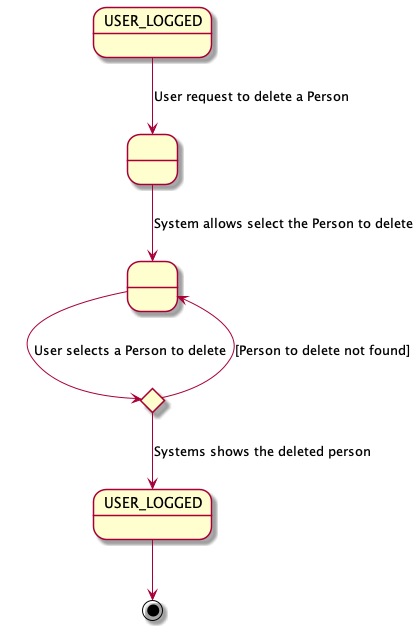 USER_LOGGED
User request to delete a Person
System allows select the Person to delete
User selects a Person to delete
[Person to delete not found]
Systems shows the deleted person
USER_LOGGED